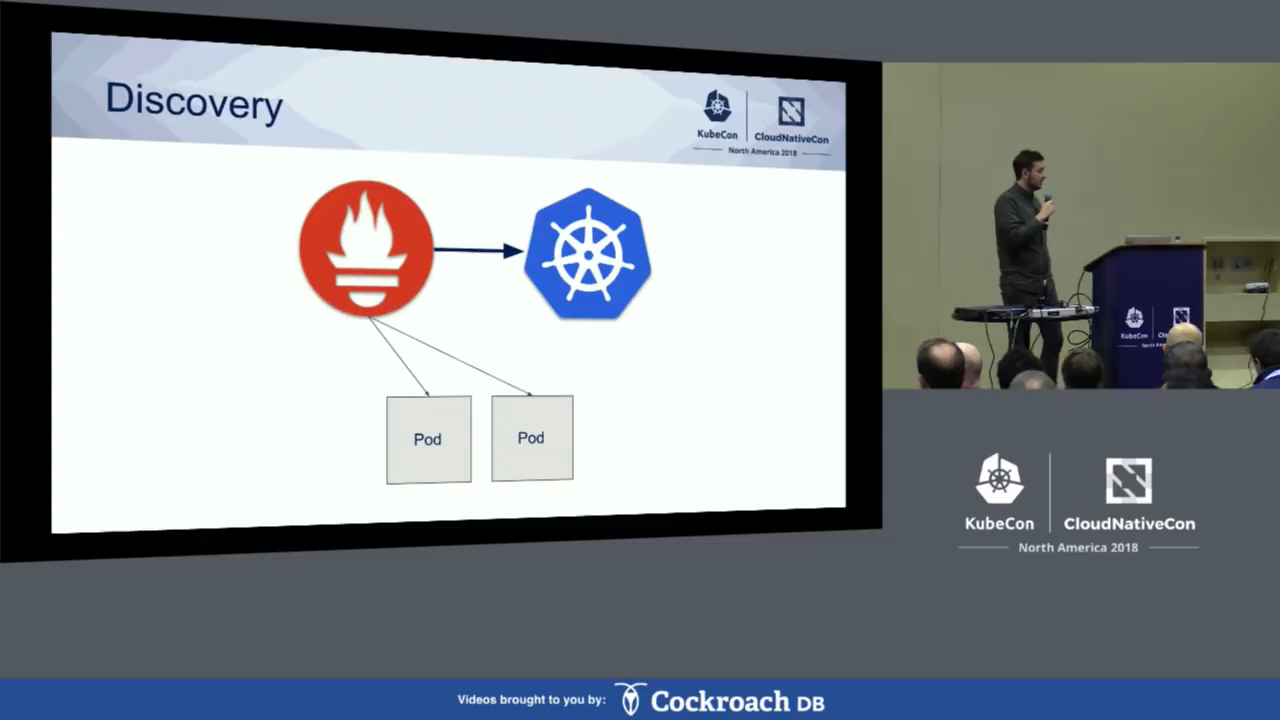 Discovery
KubeCon
CloudNativeCon
North America 2018
Pod
Pod
KubeCon
KubeCon
CloudNativeCon
North America 2018
Videos brought to you by:
Cockroach DB